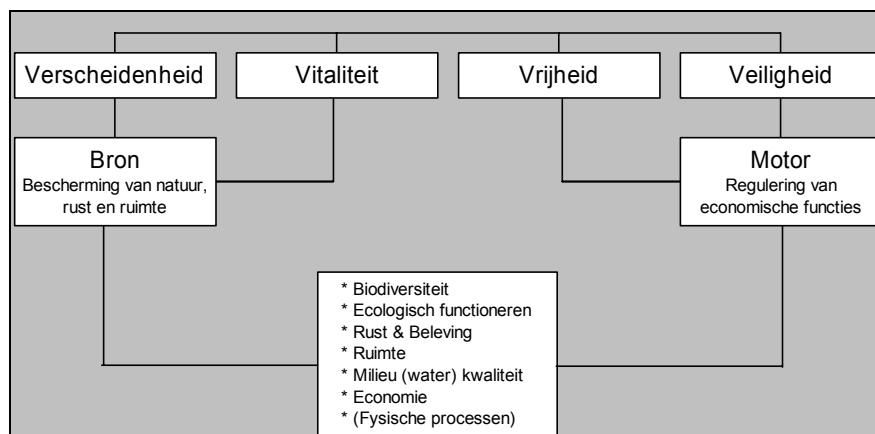 Verscheidenheid
Vitaliteit
Vrijheid
Veiligheid
Bron
Bescherming van natuur,
rust en ruimte
Motor
Regulering van
economische functies
* Biodiversiteit
* Ecologisch functioneren
* Rust & Beleving
* Ruimte
* Milieu (water) kwaliteit
* Economie
* (Fysische processen)